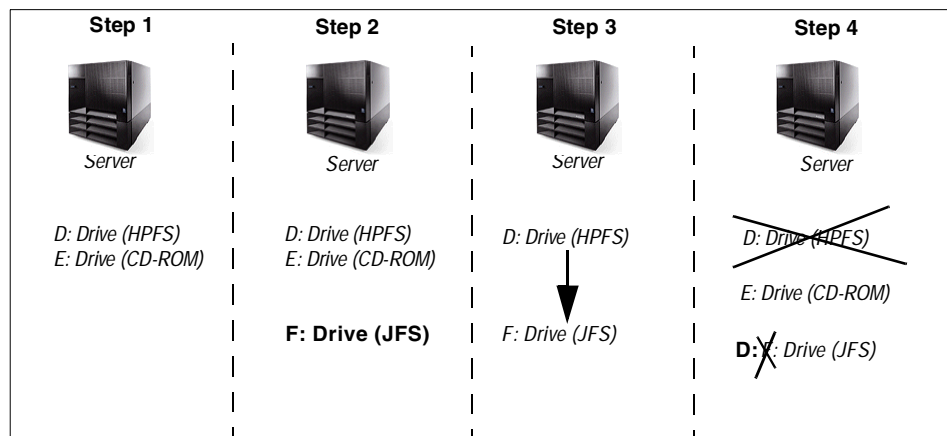 Step 1
Server
D: Drive (HPFS)
E: Drive (CD-ROM)
Step 2
Server
D: Drive (HPFS)
E: Drive (CD-ROM)
F: Drive (JFS)
Step 3
Server
D: Drive (HPFS)
F: Drive (JFS)
Step 4
Server
D: Drive (HPFS)
E: Drive (CD-ROM)
D: F: Drive (JFS)